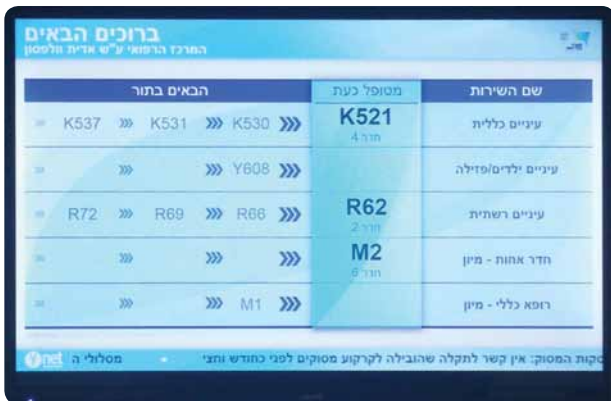 ברוכים הבאים
המרכז הרפואי ע"ש אדית וולפסון
שם השירות מטופל כעת הבאים בתור
עיניים כללית K521 K530 K531 K537
חדר 4
עיניים ילדים/פזילה Y608
עיניים רשתית R62 R66 R69 R72
חדר 2
חדר אחות - מיון M2
חדר 6
רופא כללי - מיון M1
סקות המסוק: אין קשר לתקלה שהובילה לקרקוע מסוקים לפני כחודש וחצי • מסלולי ה ynet